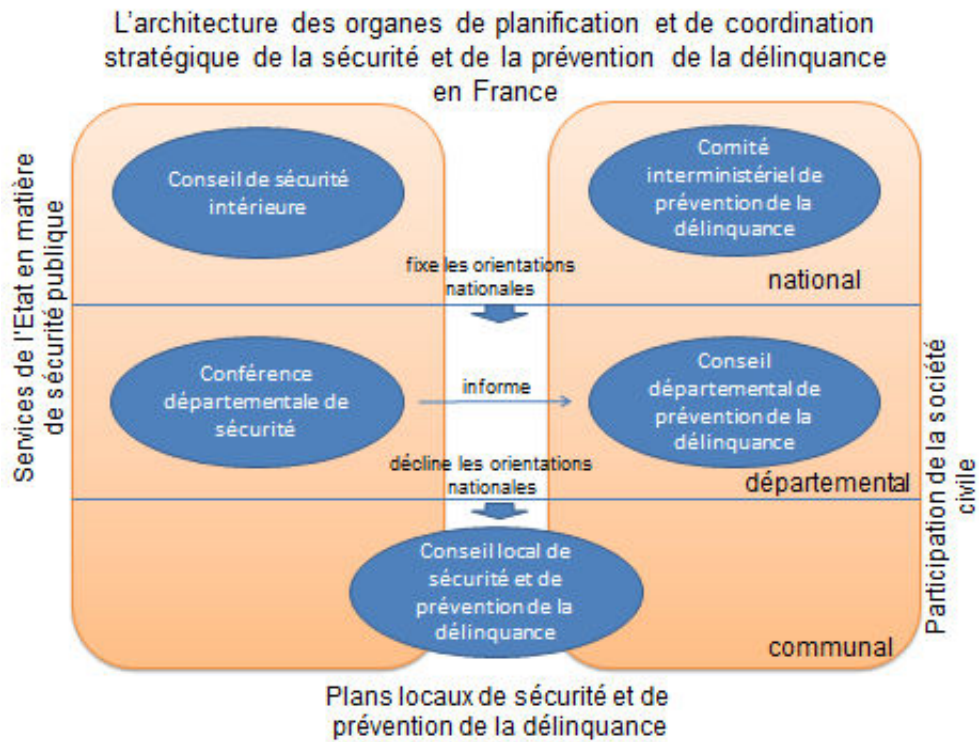 L'architecture des organes de planification et de coordination
stratégique de la sécurité et de la prévention de la délinquance
en France
Services de l'Etat en matière
de sécurité publique
Conseil de sécurité
intérieure
Comité
interministériel de
prévention de la
délinquance
fixe les orientations
nationales
national
Conférence
départementale de
sécurité
informe
Conseil
départemental de
prévention de la
délinquance
décline les orientations
nationales
départemental
Participation de la société
civile
Conseil local de
sécurité et de
prévention de la
délinquance
communal
Plans locaux de sécurité et de
prévention de la délinquance